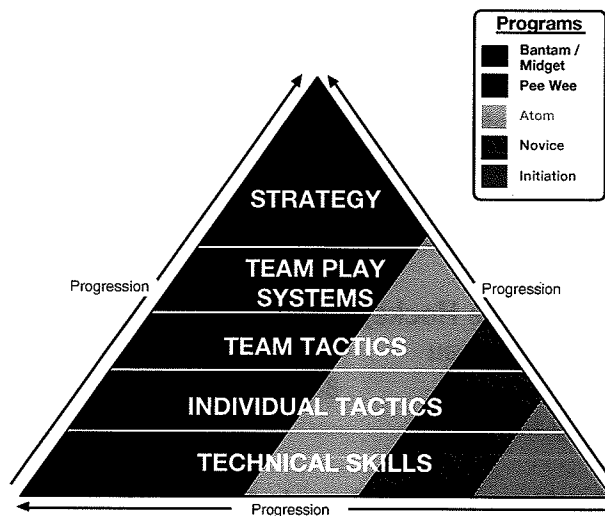 Programs
Bantam /
Midget
Pee Wee
Atom
Novice
Initiation
STRATEGY
TEAM PLAY
SYSTEMS
Progression
Progression
TEAM TACTICS
INDIVIDUAL TACTICS
TECHNICAL SKILLS
Progression